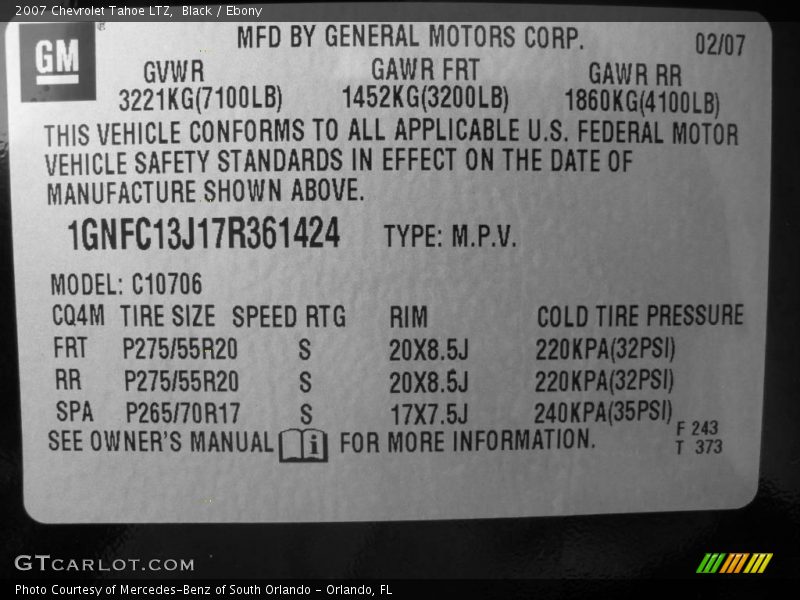 2007 Chevrolet Tahoe LTZ, Black / Ebony
GM
MFD BY GENERAL MOTORS CORP.
02/07
GVWR GAWR FRT GAWR RR
3221KG(7100LB) 1452KG(3200LB) 1860KG(4100LB)
THIS VEHICLE CONFORMS TO ALL APPLICABLE U.S. FEDERAL MOTOR
VEHICLE SAFETY STANDARDS IN EFFECT ON THE DATE OF
MANUFACTURE SHOWN ABOVE.
1GNFC13J17R361424 TYPE: M.P.V.
MODEL: C10706
CQ4M TIRE SIZE SPEED RTG RIM COLD TIRE PRESSURE
FRT P275/55R20 S 20X8.5J 220KPA(32PSI)
RR P275/55R20 S 20X8.5J 220KPA(32PSI)
SPA P265/70R17 S 17X7.5J 240KPA(35PSI)
SEE OWNER'S MANUAL i FOR MORE INFORMATION.
F 243
T 373
GTCARLOT.COM
Photo Courtesy of Mercedes-Benz of South Orlando - Orlando, FL